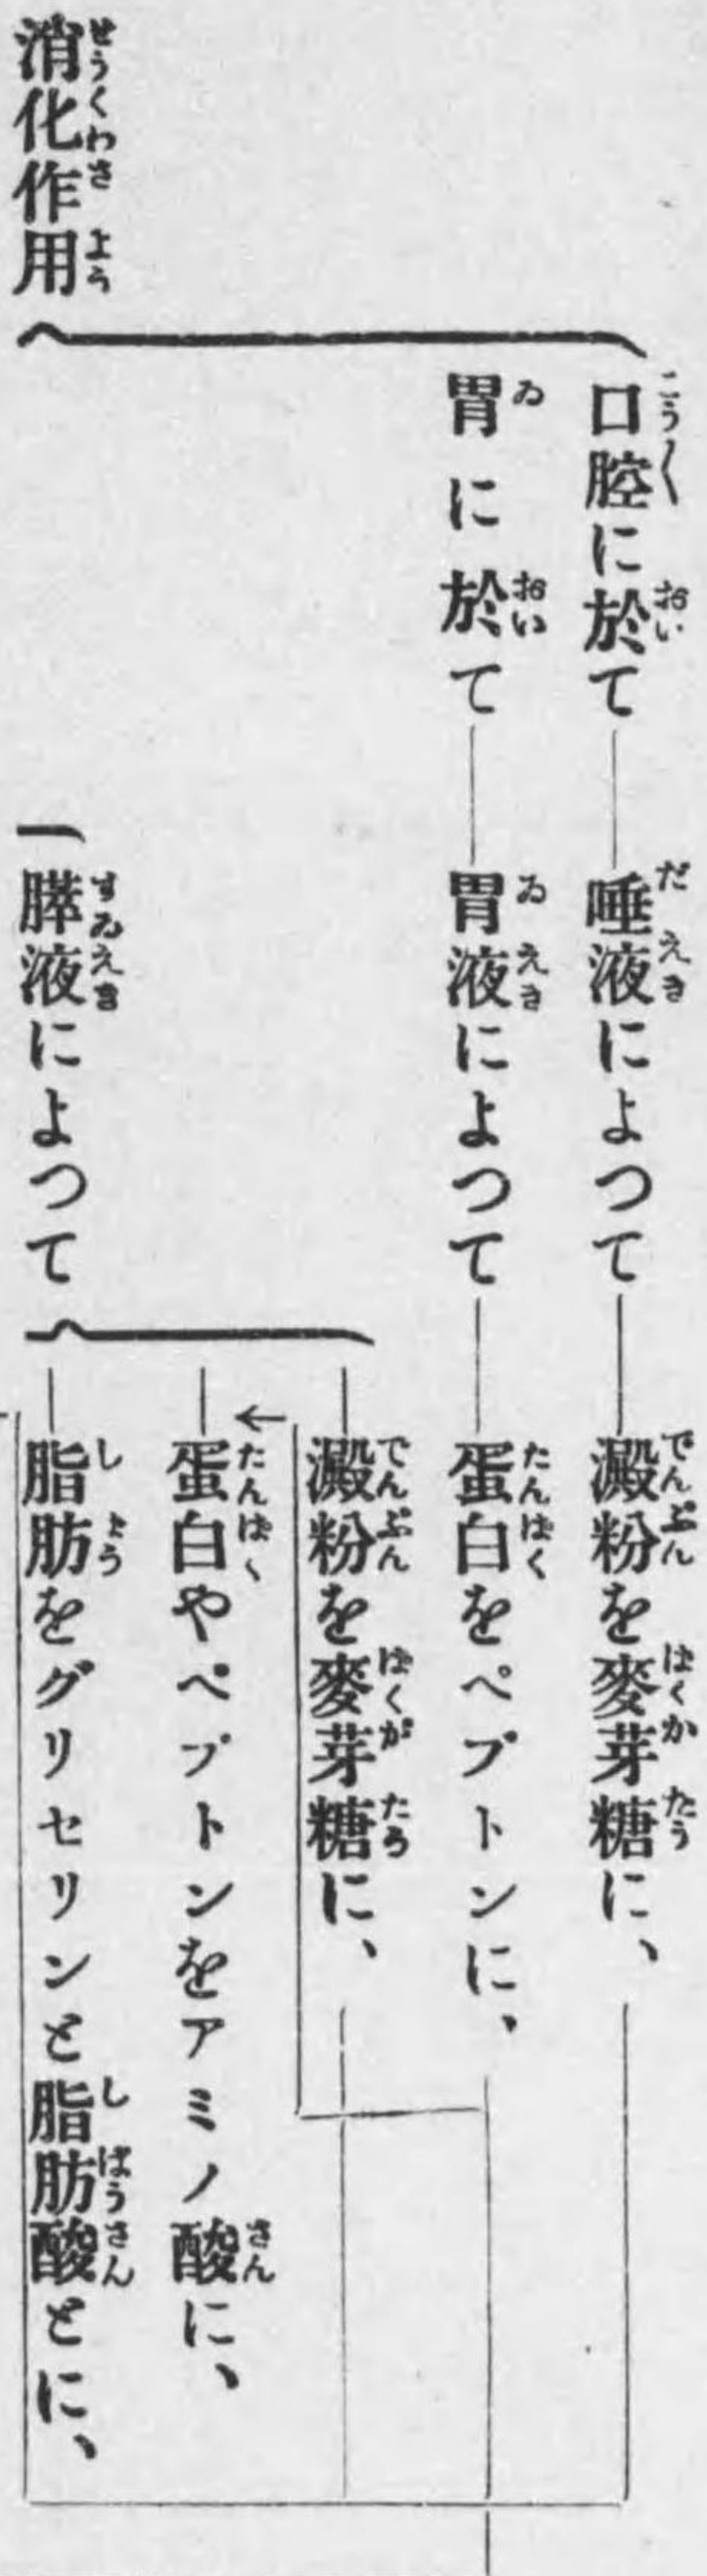 口腔に於て―唾液によつて―澱粉を麥芽糖に、
胃に於て―胃液によつて―蛋白をペプトンに、
澱粉を麥芽糖に、
蛋白やペプトンをアミノ酸に、
消化作用
膵液によつて
脂肪をグリセリンと脂肪酸とに、